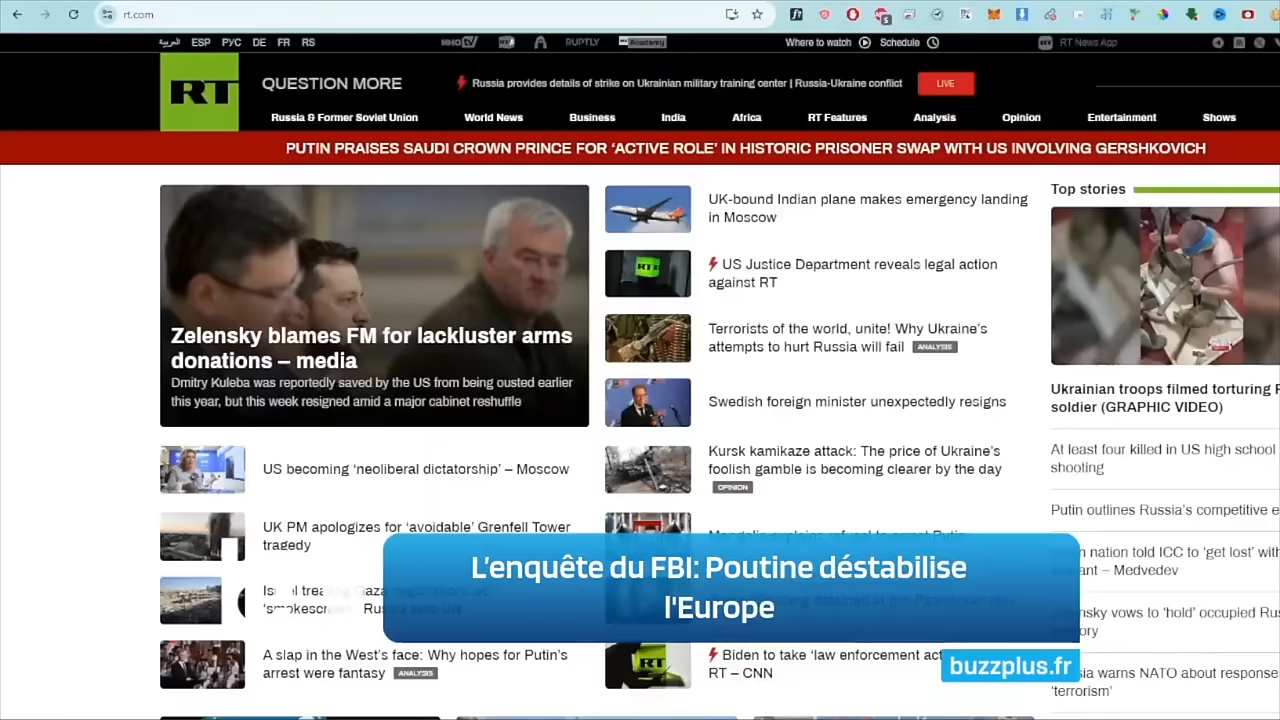 rt.com
العربية ESP РУС DE FR RS
RUPTLY
Academy
Where to watch
Schedule
RT News App
RT
QUESTION MORE
Russia provides details of strike on Ukrainian military training center | Russia-Ukraine conflict
LIVE
Russia & Former Soviet Union World News Business India Africa RT Features Analysis Opinion Entertainment Shows
PUTIN PRAISES SAUDI CROWN PRINCE FOR ‘ACTIVE ROLE’ IN HISTORIC PRISONER SWAP WITH US INVOLVING GERSHKOVICH
Zelensky blames FM for lackluster arms
donations – media
Dmitry Kuleba was reportedly saved by the US from being ousted earlier
this year, but this week resigned amid a major cabinet reshuffle
US becoming ‘neoliberal dictatorship’ – Moscow
UK PM apologizes for ‘avoidable’ Grenfell Tower
tragedy
‘smokescreen’ Russia tells UN
A slap in the West’s face: Why hopes for Putin’s
arrest were fantasy ANALYSIS
UK-bound Indian plane makes emergency landing
in Moscow
US Justice Department reveals legal action
against RT
RT
Terrorists of the world, unite! Why Ukraine’s
attempts to hurt Russia will fail ANALYSIS
Swedish foreign minister unexpectedly resigns
Kursk kamikaze attack: The price of Ukraine’s
foolish gamble is becoming clearer by the day
OPINION
Biden to take ‘law enforcement
RT – CNN
RT
Top stories
Ukrainian troops filmed torturing
soldier (GRAPHIC VIDEO)
At least four killed in US high school
shooting
Putin outlines Russia’s competitive
nation told ICC to ‘get lost’
– Medvedev
vows to ‘hold’ occupied
warns NATO about response
‘terrorism’
L’enquête du FBI: Poutine déstabilise
l'Europe
buzzplus.fr